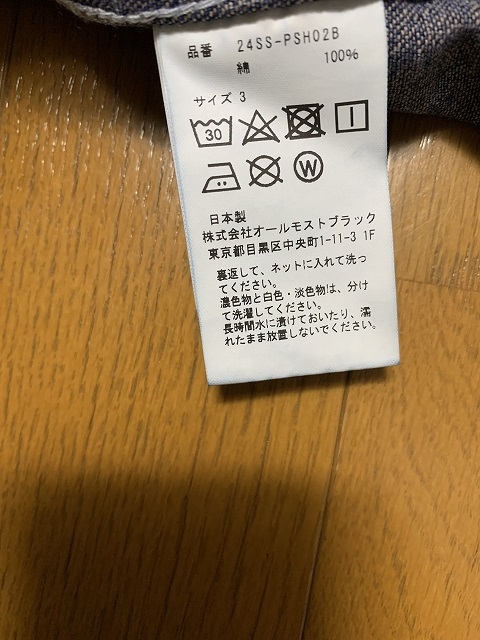 品番 24SS-PSH02B
綿 100%
サイズ 3
30
W
日本製
株式会社オールモストブラック
東京都目黒区中央町1-11-3 1F
裏返して、ネットに入れて洗っ
てください。
濃色物と白色・淡色物は、分け
て洗濯してください。
長時間水に漬けておいたり、濡
れたまま放置しないでください。